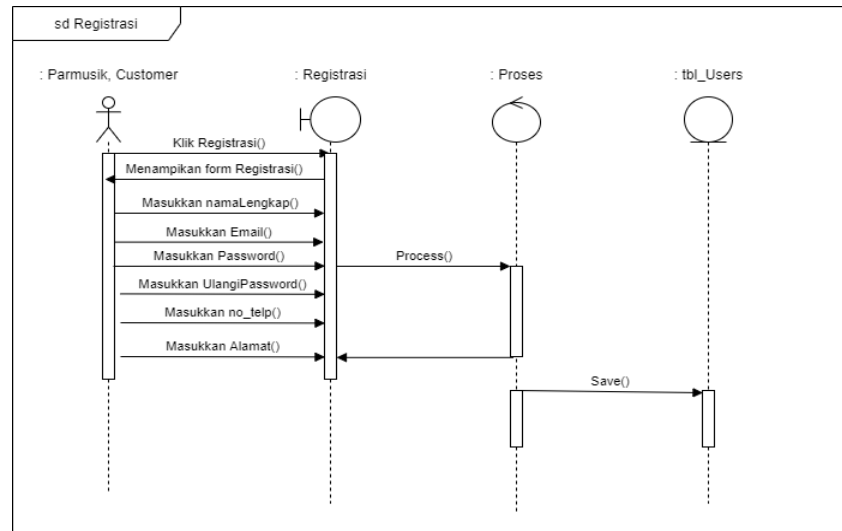 sd Registrasi
: Parmusik, Customer
: Registrasi
: Proses
: tbl_Users
Klik Registrasi()
Menampikan form Registrasi()
Masukkan namaLengkap()
Masukkan Email()
Masukkan Password()
Process()
Masukkan UlangiPassword()
Masukkan no_telp()
Masukkan Alamat()
Save()